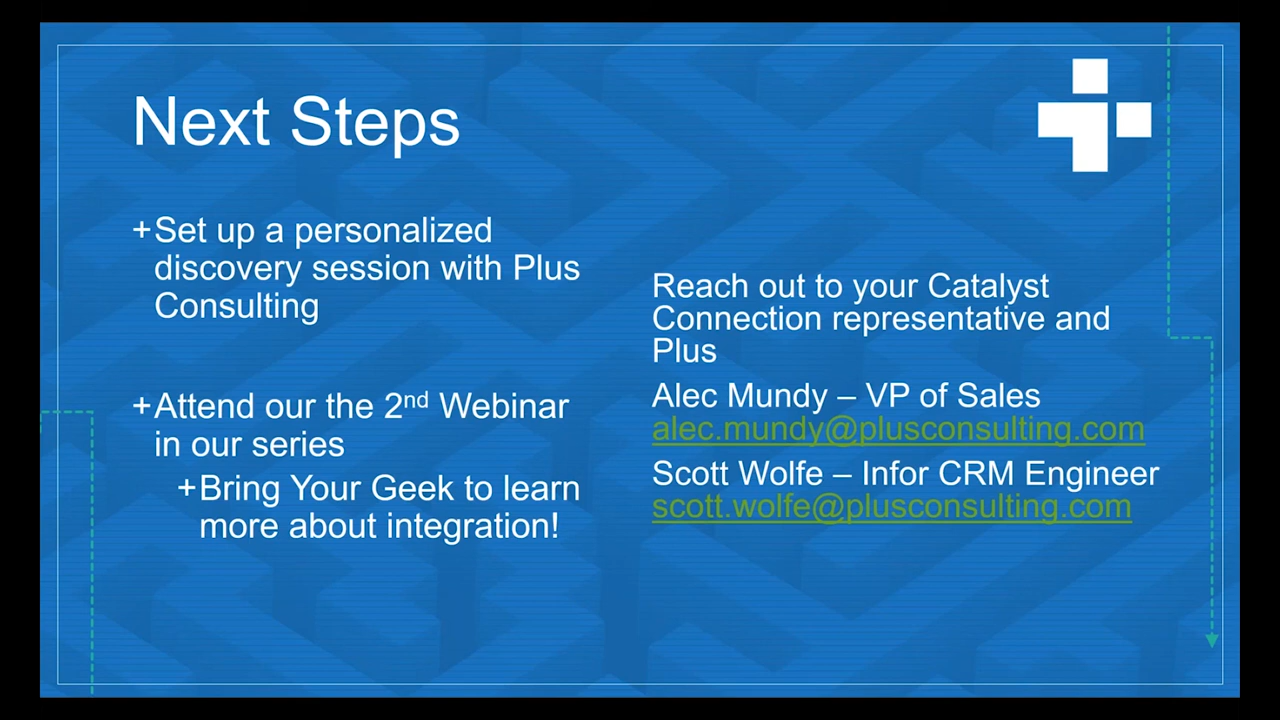 Next Steps
+Set up a personalized
discovery session with Plus
Consulting
+Attend our the 2nd Webinar
in our series
+Bring Your Geek to learn
more about integration!
Reach out to your Catalyst
Connection representative and
Plus
Alec Mundy – VP of Sales
alec.mundy@plusconsulting.com
Scott Wolfe – Infor CRM Engineer
scott.wolfe@plusconsulting.com